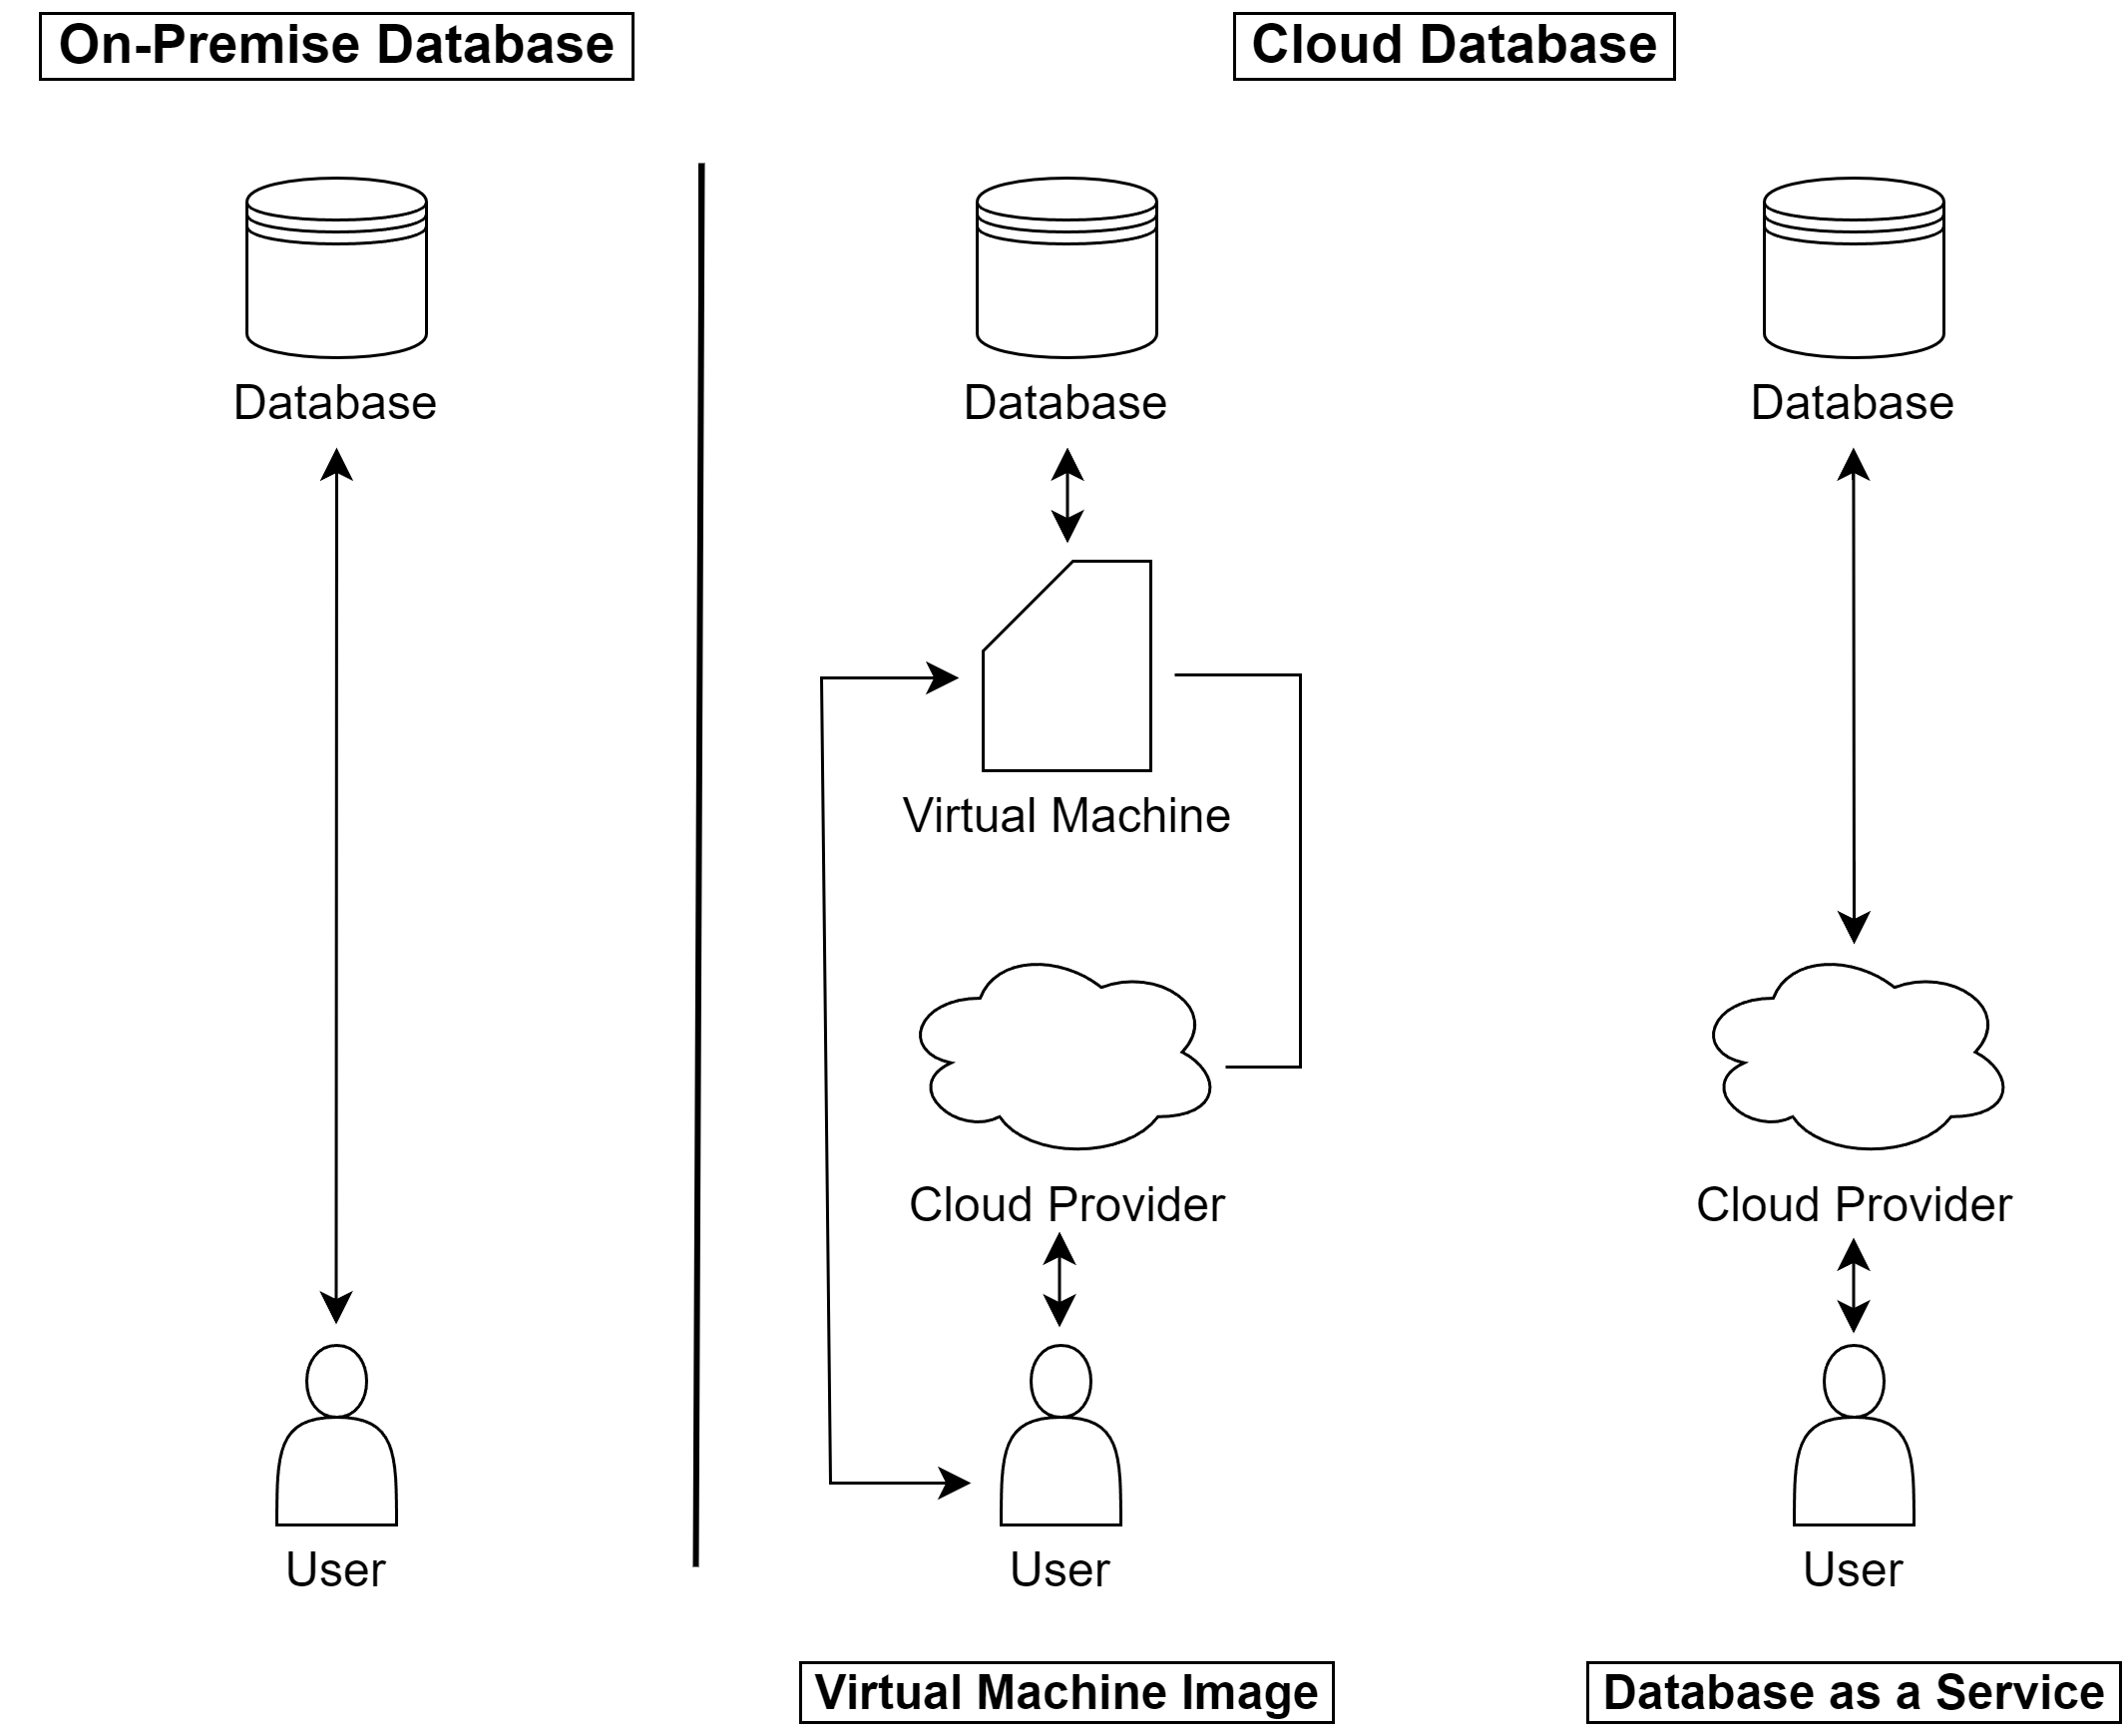 On-Premise Database
Cloud Database
Database
Database
Database
Virtual Machine
Cloud Provider
Cloud Provider
User
User
User
Virtual Machine Image
Database as a Service